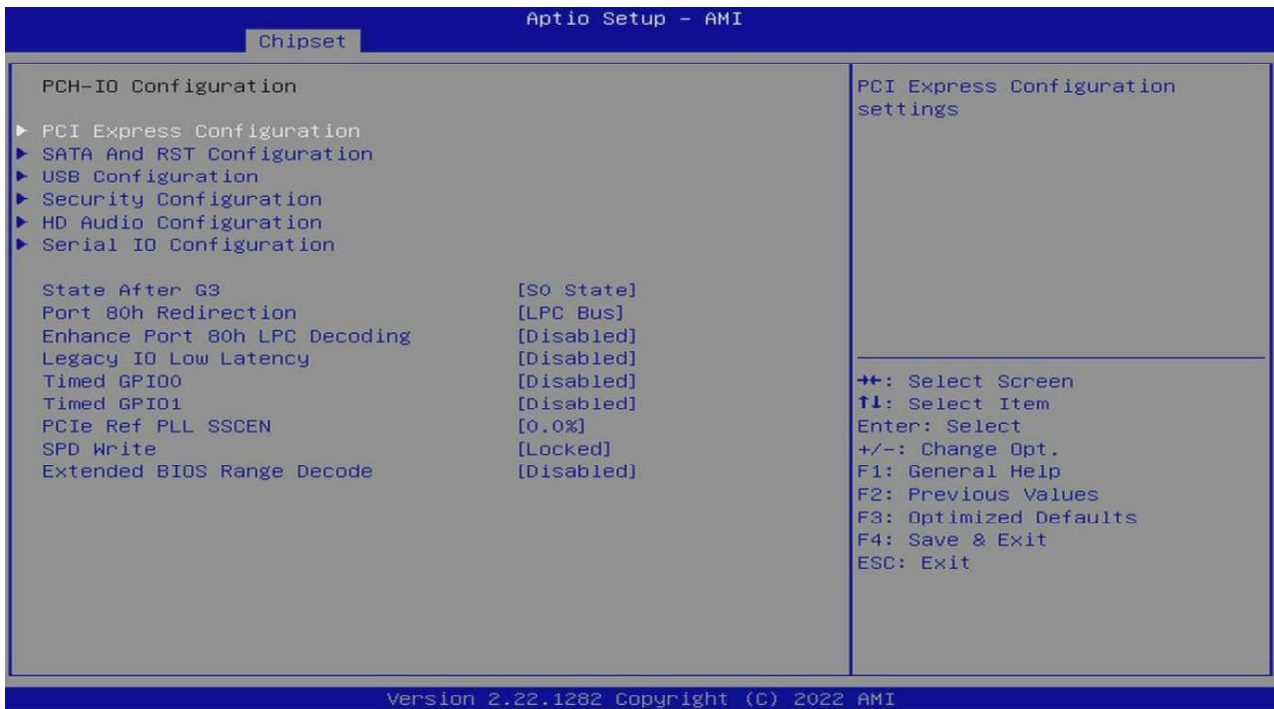 Aptio Setup – AMI
Chipset
PCH-IO Configuration
▶ PCI Express Configuration
▶ SATA And RST Configuration
▶ USB Configuration
▶ Security Configuration
▶ HD Audio Configuration
▶ Serial IO Configuration
State After G3 [S0 State]
Port 80h Redirection [LPC Bus]
Enhance Port 80h LPC Decoding [Disabled]
Legacy IO Low Latency [Disabled]
Timed GPIO0 [Disabled]
Timed GPIO1 [Disabled]
PCIe Ref PLL SSCEN [0.0%]
SPD Write [Locked]
Extended BIOS Range Decode [Disabled]
PCI Express Configuration
settings
→←: Select Screen
↑↓: Select Item
Enter: Select
+/-: Change Opt.
F1: General Help
F2: Previous Values
F3: Optimized Defaults
F4: Save & Exit
ESC: Exit
Version 2.22.1282 Copyright (C) 2022 AMI